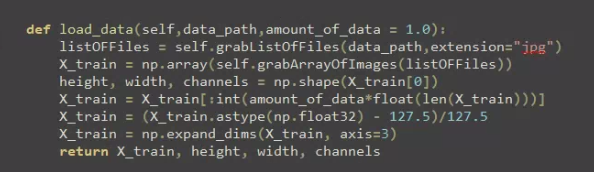 def load_data(self,data_path,amount_of_data = 1.0):
listOFFiles = self.grabListOfFiles(data_path,extension="jpg")
X_train = np.array(self.grabArrayOfImages(listOFFiles))
height, width, channels = np.shape(X_train[0])
X_train = X_train[:int(amount_of_data*float(len(X_train)))]
X_train = (X_train.astype(np.float32) - 127.5)/127.5
X_train = np.expand_dims(X_train, axis=3)
return X_train, height, width, channels